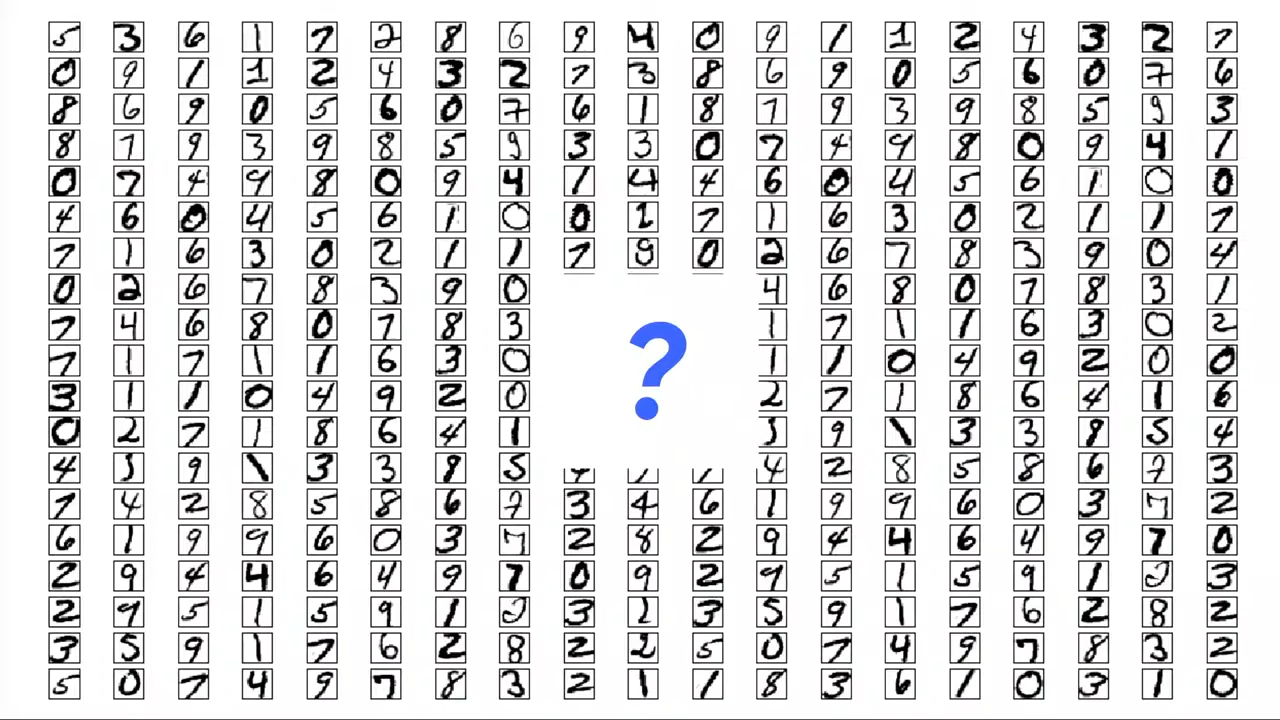 5 3 6 1 7 2 8 6 9 4 0 9 1 1 2 4 3 2 7
0 9 1 1 2 4 3 2 7 3 8 6 9 0 5 6 0 7 6
8 6 9 0 5 6 0 7 6 1 8 7 9 3 9 8 5 9 3
8 7 9 3 9 8 5 9 3 3 0 7 4 9 8 0 9 4 1
0 7 4 9 8 0 9 4 1 4 4 6 0 4 5 6 1 0 0
4 6 0 4 5 6 1 0 0 1 7 1 6 3 0 2 1 1 7
7 1 6 3 0 2 1 1 7 9 0 2 6 7 8 3 9 0 4
0 2 6 7 8 3 9 0 4 6 8 0 7 8 3 1
7 4 6 8 0 7 8 3 ? 1 7 1 1 6 3 0 2
7 1 7 1 1 6 3 0 1 1 0 4 9 2 0 0
3 1 1 0 4 9 2 0 2 7 1 8 6 4 1 6
0 2 7 1 8 6 4 1 3 9 1 3 3 8 5 4
4 3 9 1 3 3 8 5 4 2 8 5 8 6 7 3
7 4 2 8 5 8 6 7 3 4 6 1 9 9 6 0 3 7 2
6 1 9 9 6 0 3 7 2 8 2 9 4 4 6 4 9 7 0
2 9 4 4 6 4 9 7 0 9 2 9 5 1 5 9 1 2 3
2 9 5 1 5 9 1 2 3 2 3 5 9 1 7 6 2 8 2
3 5 9 1 7 6 2 8 2 2 5 0 7 4 9 7 8 3 2
5 0 7 4 9 7 8 3 2 1 1 8 3 6 1 0 3 1 0